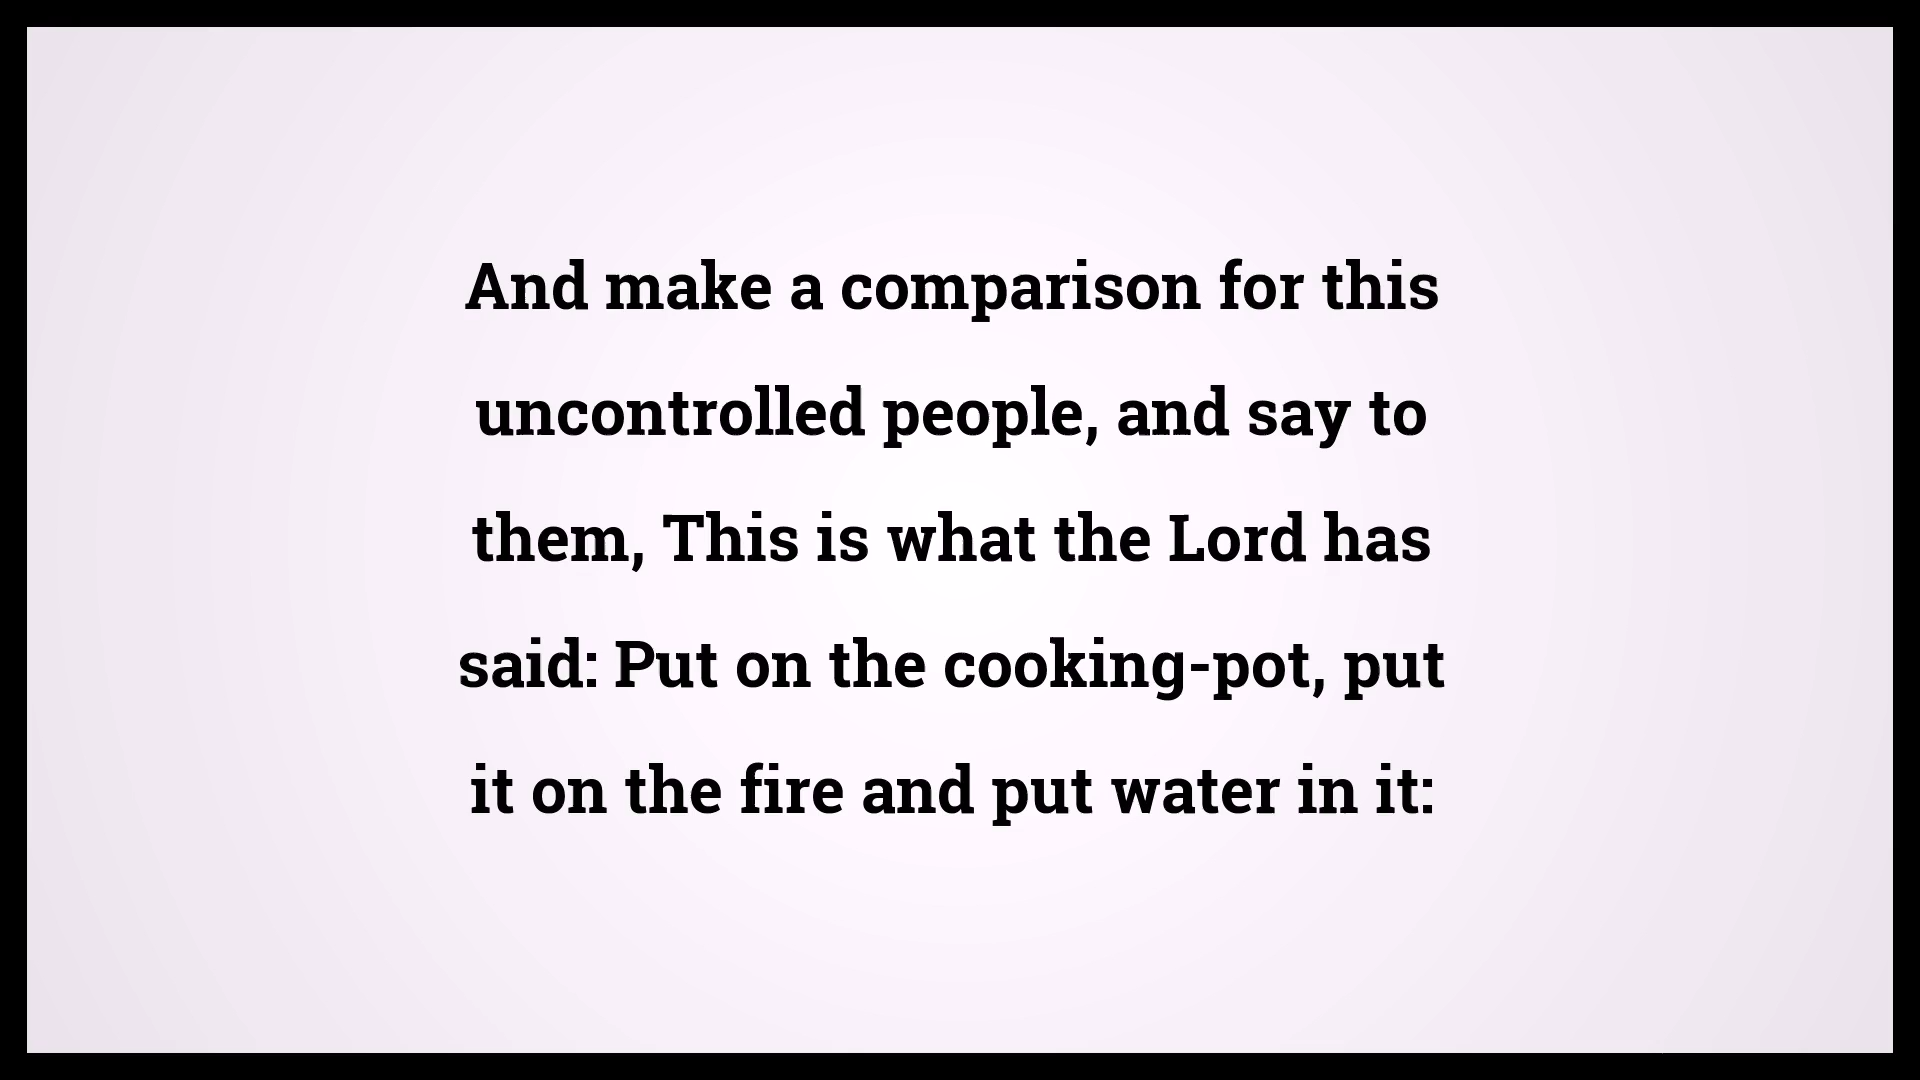 And make a comparison for this
uncontrolled people, and say to
them, This is what the Lord has
said: Put on the cooking-pot, put
it on the fire and put water in it: